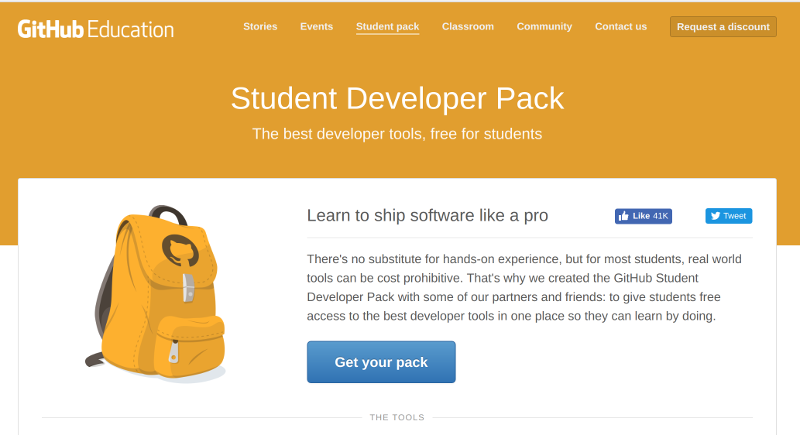 GitHub Education
Stories Events Student pack Classroom Community Contact us Request a discount
Student Developer Pack
The best developer tools, free for students
Learn to ship software like a pro
Like 41K
Tweet
There's no substitute for hands-on experience, but for most students, real world
tools can be cost prohibitive. That's why we created the GitHub Student
Developer Pack with some of our partners and friends: to give students free
access to the best developer tools in one place so they can learn by doing.
Get your pack
THE TOOLS